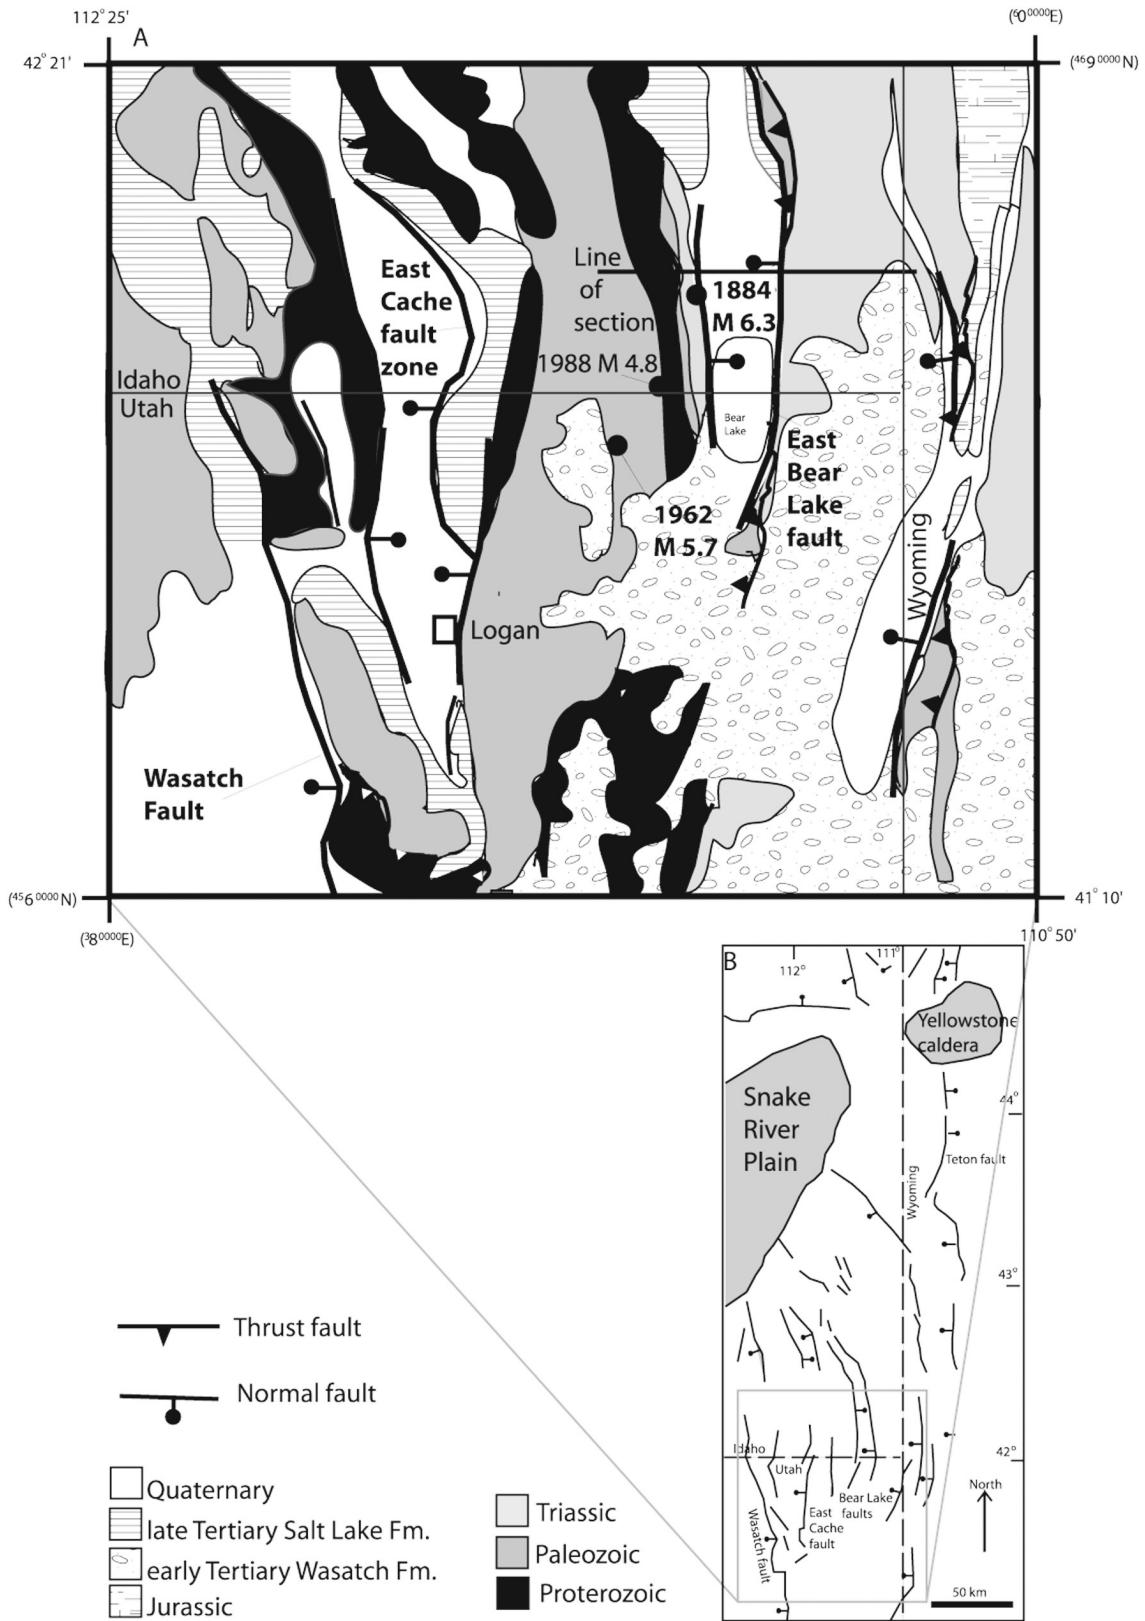 112° 25'
A
(⁶0⁰⁰⁰⁰E)
42° 21'
(⁴⁶9⁰⁰⁰⁰N)
East
Cache
fault
zone
Line
of
section
1884
M 6.3
1988 M 4.8
Idaho
Utah
Bear
Lake
East
Bear
Lake
fault
1962
M 5.7
Wyoming
Logan
Wasatch
Fault
(⁴⁵6⁰⁰⁰⁰N)
41° 10'
(³8⁰⁰⁰⁰E)
110° 50'
B
112°
111°
Yellowstone
caldera
Snake
River
Plain
44°
Teton fault
Wyoming
43°
Idaho
42°
Utah
North
Bear Lake
faults
East
Cache
fault
Wasatch fault
50 km
Thrust fault
Normal fault
Quaternary
late Tertiary Salt Lake Fm.
early Tertiary Wasatch Fm.
Jurassic
Triassic
Paleozoic
Proterozoic